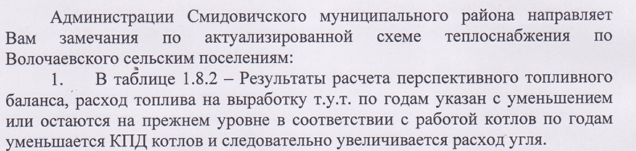 Администрации Смидовичского муниципального района направляет
Вам замечания по актуализированной схеме теплоснабжения по
Волочаевского сельским поселениям:
1. В таблице 1.8.2 – Результаты расчета перспективного топливного
баланса, расход топлива на выработку т.у.т. по годам указан с уменьшением
или остаются на прежнем уровне в соответствии с работой котлов по годам
уменьшается КПД котлов и следовательно увеличивается расход угля.